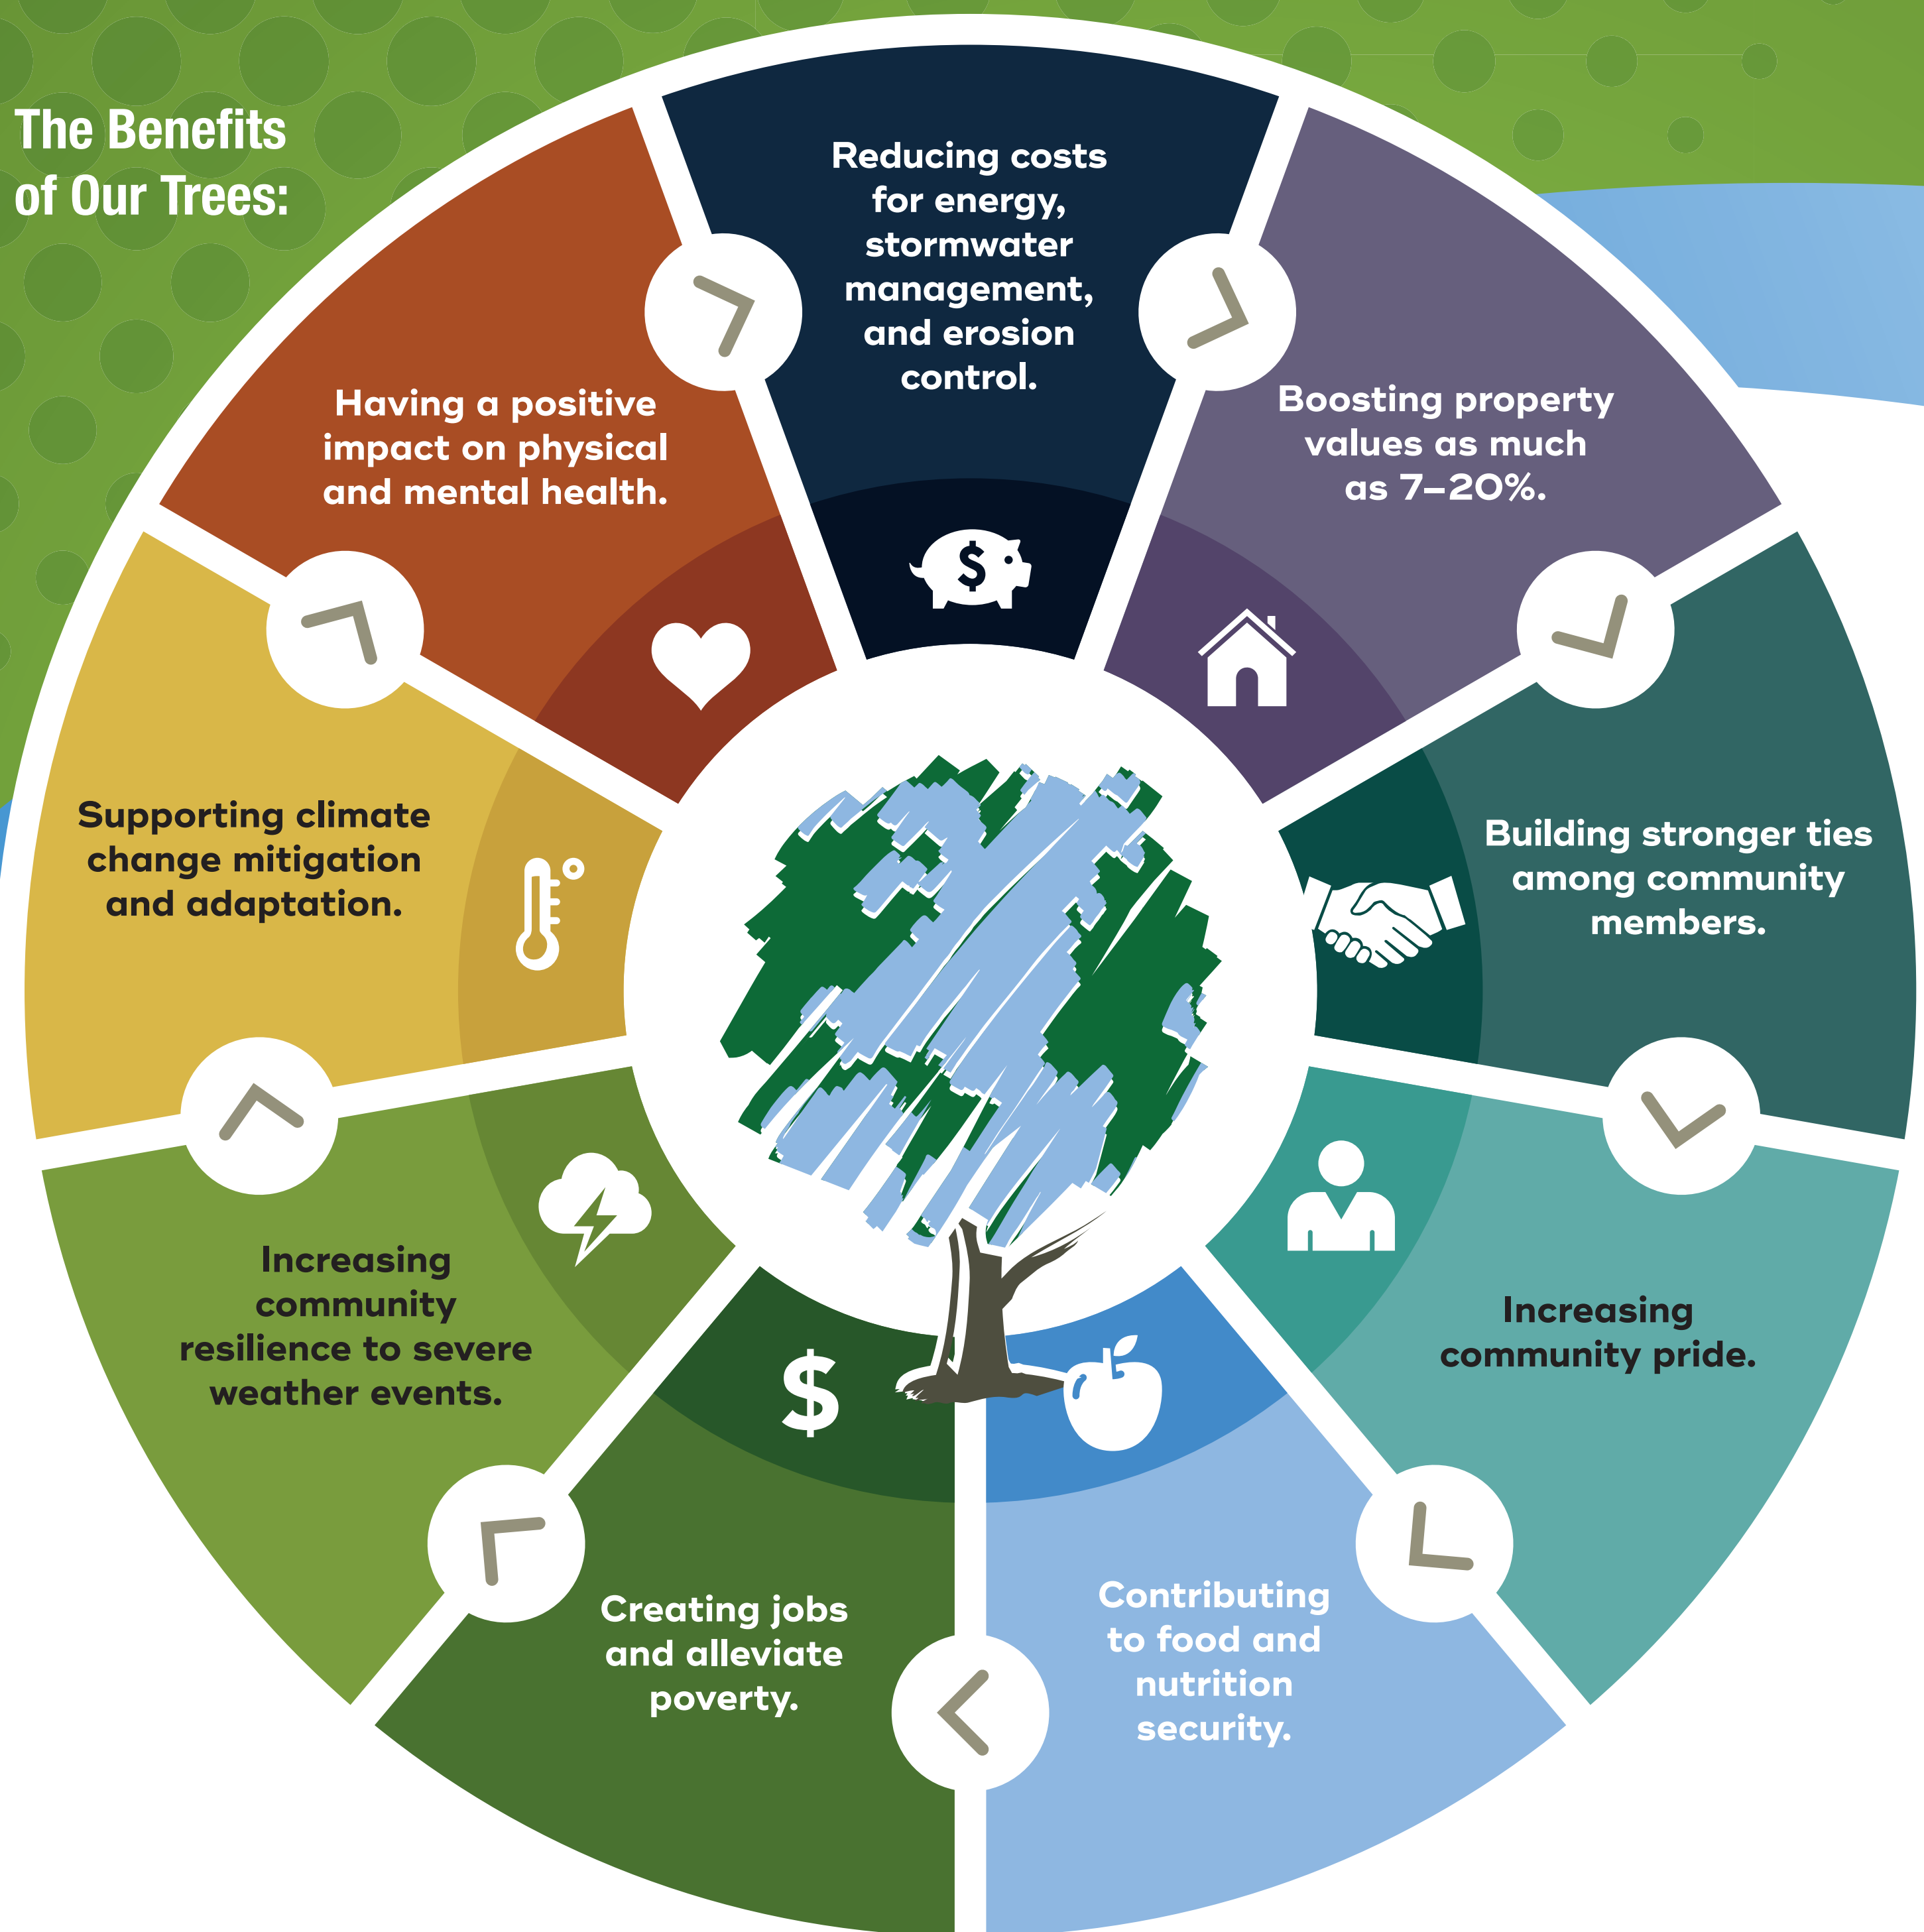 The Benefits
of Our Trees:
Reducing costs
for energy,
stormwater
management,
and erosion
control.
$
Boosting property
values as much
as 7–20%.
Building stronger ties
among community
members.
Increasing
community pride.
Contributing
to food and
nutrition
security.
Creating jobs
and alleviate
poverty.
$
Increasing
community
resilience to severe
weather events.
Supporting climate
change mitigation
and adaptation.
Having a positive
impact on physical
and mental health.